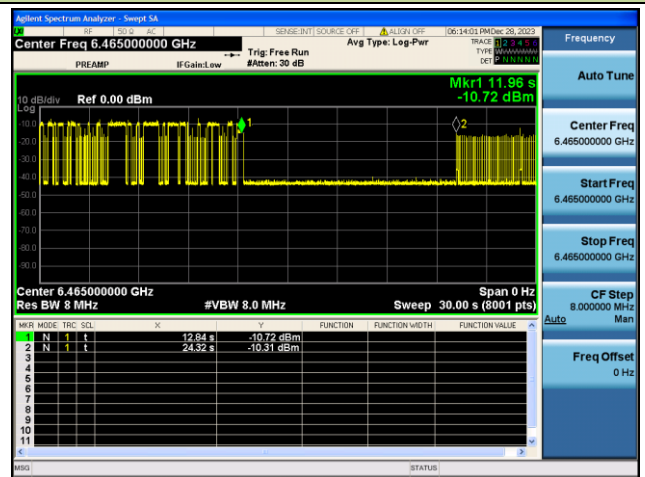 Agilent Spectrum Analyzer - Swept SA
RF 50 Ω AC SENSE:INT SOURCE OFF ALIGN OFF 06:14:01 PM Dec 28, 2023
Center Freq 6.465000000 GHz Avg Type: Log-Pwr TRACE 1 2 3 4 5 6
TYPE
PREAMP IFGain:Low Trig: Free Run #Atten: 30 dB DET P N N N N N
Mkr1 11.96 s
-10.72 dBm
10 dB/div Ref 0.00 dBm
Log
-10.0
-20.0
-30.0
-40.0
-50.0
-60.0
-70.0
-80.0
-90.0
1
2
Center 6.465000000 GHz Span 0 Hz
Res BW 8 MHz #VBW 8.0 MHz Sweep 30.00 s (8001 pts)
MKR MODE TRC SCL X Y FUNCTION FUNCTION WIDTH FUNCTION VALUE
1 N 1 t 12.84 s -10.72 dBm
2 N 1 t 24.32 s -10.31 dBm
3
4
5
6
7
8
9
10
11
MSG STATUS
Frequency
Auto Tune
Center Freq
6.465000000 GHz
Start Freq
6.465000000 GHz
Stop Freq
6.465000000 GHz
CF Step
8.000000 MHz
Auto Man
Freq Offset
0 Hz